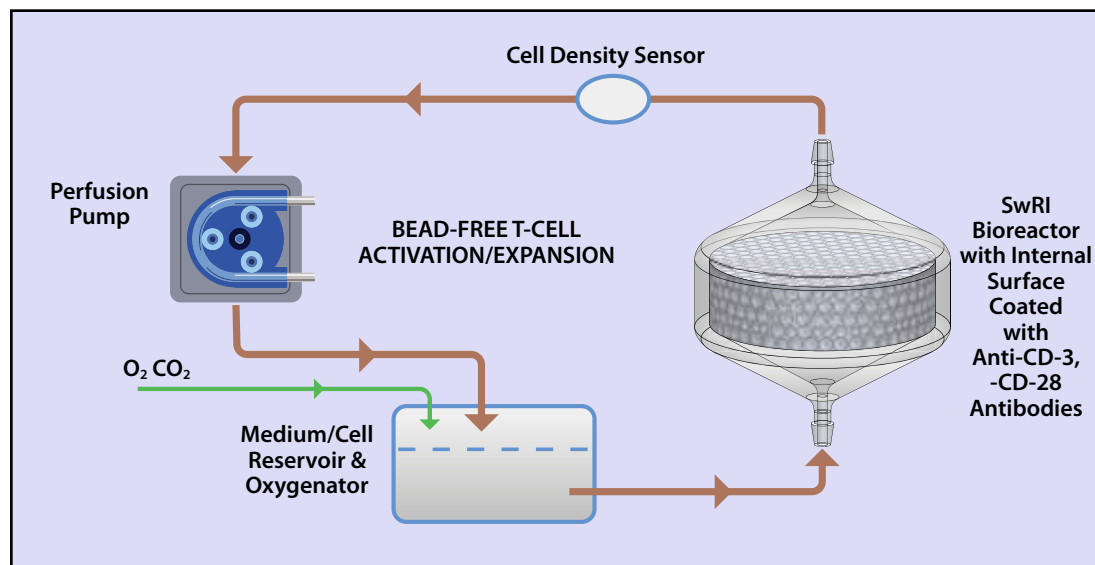 Cell Density Sensor
Perfusion
Pump
BEAD-FREE T-CELL
ACTIVATION/EXPANSION
SwRI
Bioreactor
with Internal
Surface
Coated
with
Anti-CD-3,
-CD-28
Antibodies
O₂ CO₂
Medium/Cell
Reservoir &
Oxygenator